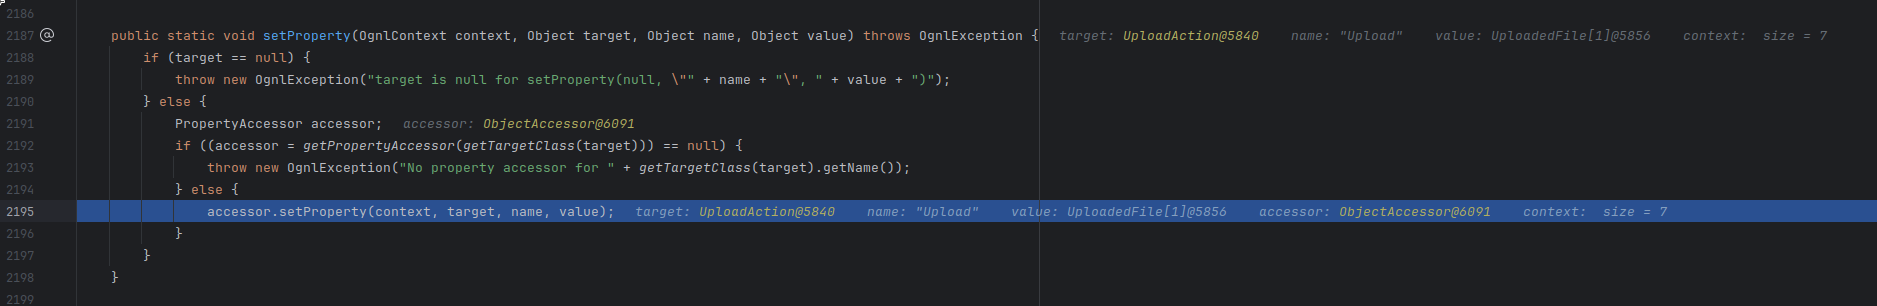 2186
2187 @ public static void setProperty(OgnlContext context, Object target, Object name, Object value) throws OgnlException { target: UploadAction@5840 name: "Upload" value: UploadedFile[1]@5856 context: size = 7
2188 if (target == null) {
2189 throw new OgnlException("target is null for setProperty(null, \"" + name + "\", " + value + ")");
2190 } else {
2191 PropertyAccessor accessor; accessor: ObjectAccessor@6091
2192 if ((accessor = getPropertyAccessor(getTargetClass(target))) == null) {
2193 throw new OgnlException("No property accessor for " + getTargetClass(target).getName());
2194 } else {
2195 accessor.setProperty(context, target, name, value); target: UploadAction@5840 name: "Upload" value: UploadedFile[1]@5856 accessor: ObjectAccessor@6091 context: size = 7
2196 }
2197 }
2198 }
2199